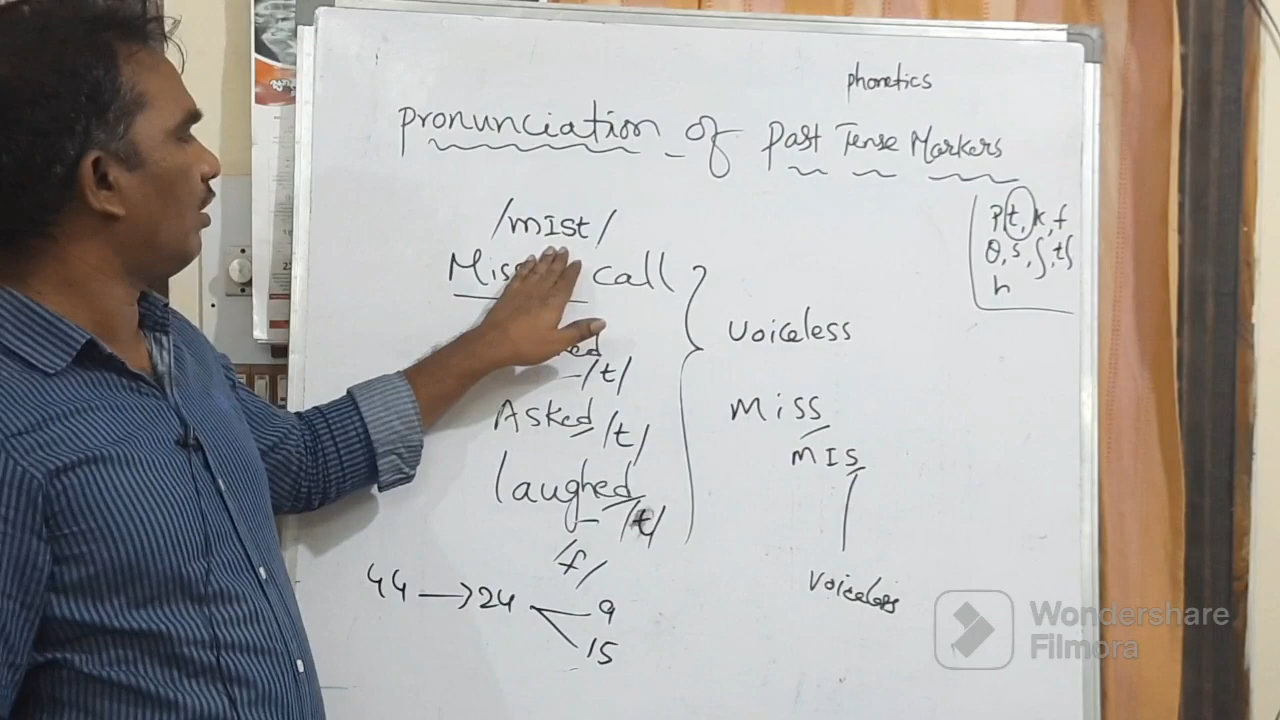 phonetics
Pronunciation of Past Tense Markers
/mIst/
call
/t/
Asked /t/
laughed
/t/
/f/
44 → 24
9
15
Voiceless
Miss
mIs
Voiceless
p, t, k, f
θ, s, ʃ, tʃ
h
Wondershare
Filmora